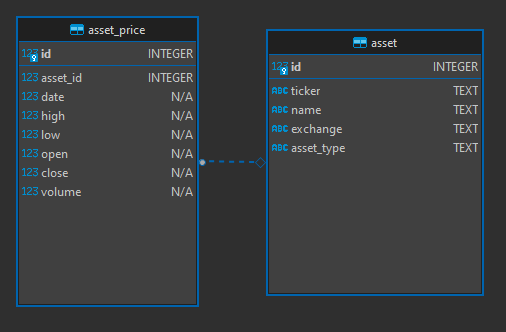 asset_price
123 id INTEGER
123 asset_id INTEGER
123 date N/A
123 high N/A
123 low N/A
123 open N/A
123 close N/A
123 volume N/A
asset
123 id INTEGER
ABC ticker TEXT
ABC name TEXT
ABC exchange TEXT
ABC asset_type TEXT